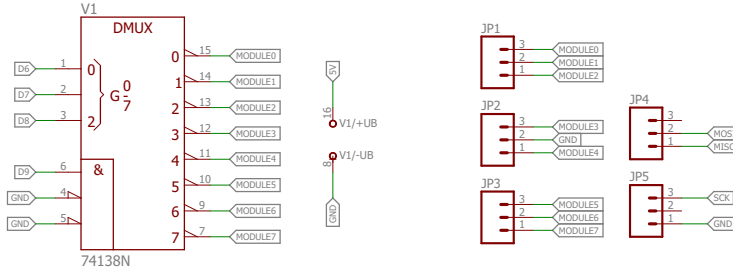 V1
DMUX
D6 1 0 0 15 MODULE0
D7 2 G 0 7 1 14 MODULE1
D8 3 2 2 13 MODULE2
3 12 MODULE3
D9 6 & 4 11 MODULE4
GND 4 5 10 MODULE5
GND 5 6 9 MODULE6
7 7 MODULE7
74138N
5V
16
V1/+UB
V1/-UB
8
GND
JP1
3 MODULE0
2 MODULE1
1 MODULE2
JP2
3 MODULE3
2 GND
1 MODULE4
JP3
3 MODULE5
2 MODULE6
1 MODULE7
JP4
3
2 MOS
1 MISO
JP5
3 SCK
2
1 GND